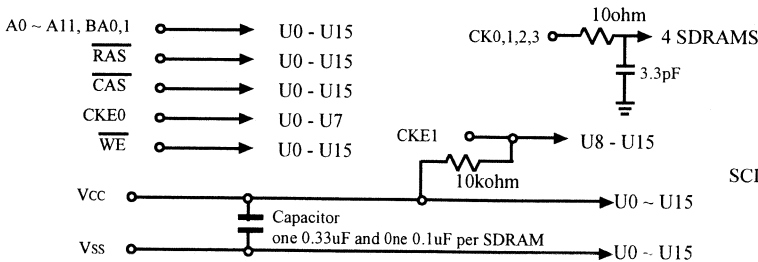 A0 ~ A11, BA0,1 U0 - U15
RAS U0 - U15
CAS U0 - U15
CKE0 U0 - U7
WE U0 - U15
CK0,1,2,3 10ohm 4 SDRAMS
3.3pF
CKE1 U8 - U15
10kohm
SCI
Vcc U0 ~ U15
Capacitor
one 0.33uF and 0ne 0.1uF per SDRAM
Vss U0 ~ U15